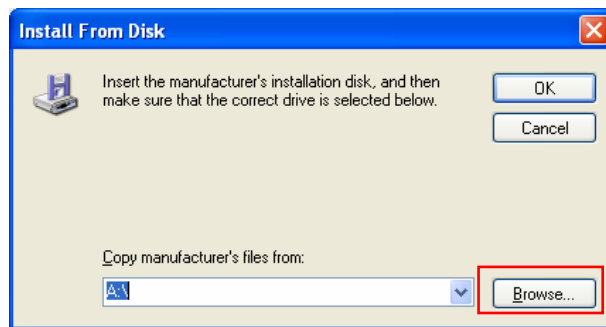 Install From Disk
Insert the manufacturer's installation disk, and then
make sure that the correct drive is selected below.
OK
Cancel
Copy manufacturer's files from:
A:\
Browse...